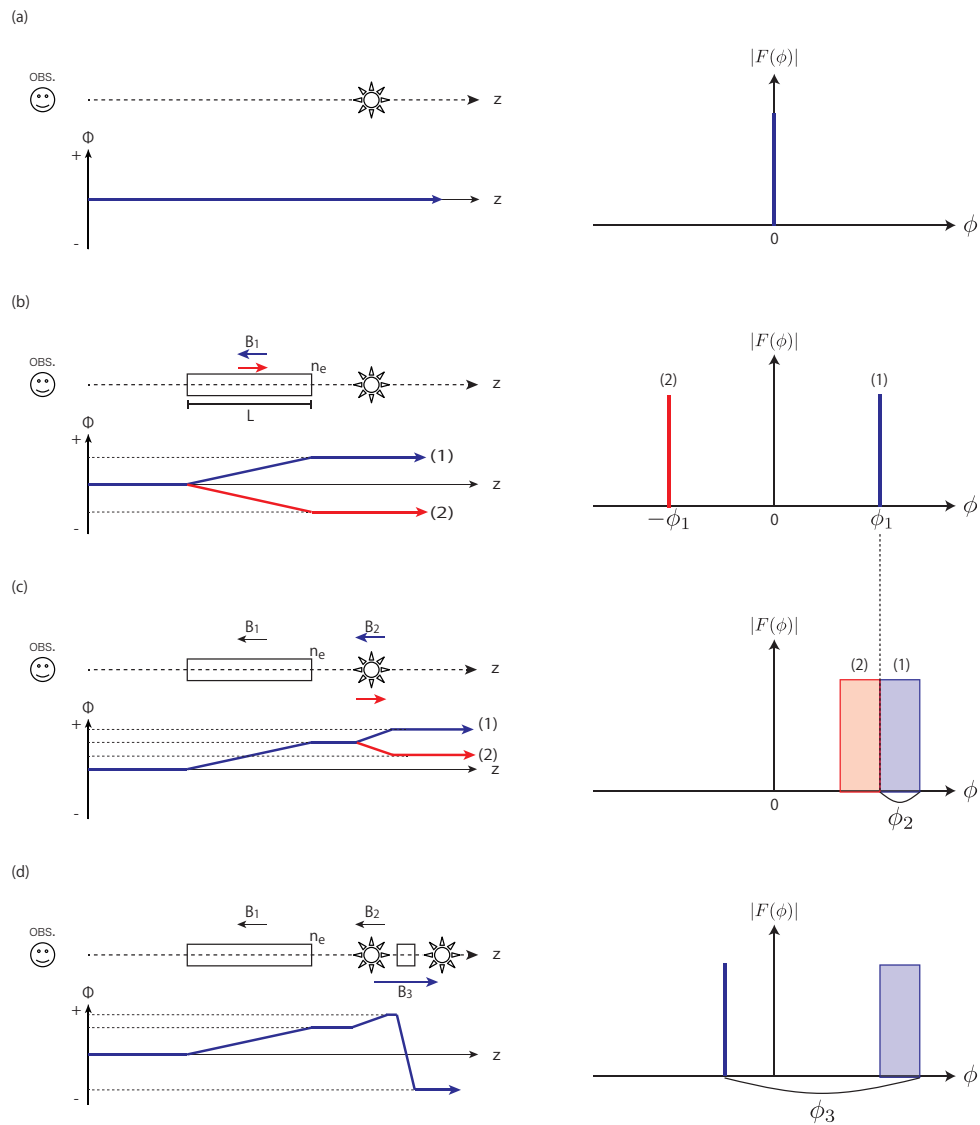 (a)
OBS.
z
Φ
+
z
-
|F(ϕ)|
0
ϕ
(b)
OBS.
B1
ne
z
L
Φ
+
(1)
z
(2)
-
|F(ϕ)|
(2)
(1)
−ϕ1
0
ϕ1
ϕ
(c)
OBS.
B1
ne
B2
z
Φ
+
(1)
(2)
z
-
|F(ϕ)|
(2)
(1)
0
ϕ
ϕ2
(d)
OBS.
B1
ne
B2
z
B3
Φ
+
z
-
|F(ϕ)|
ϕ
ϕ3